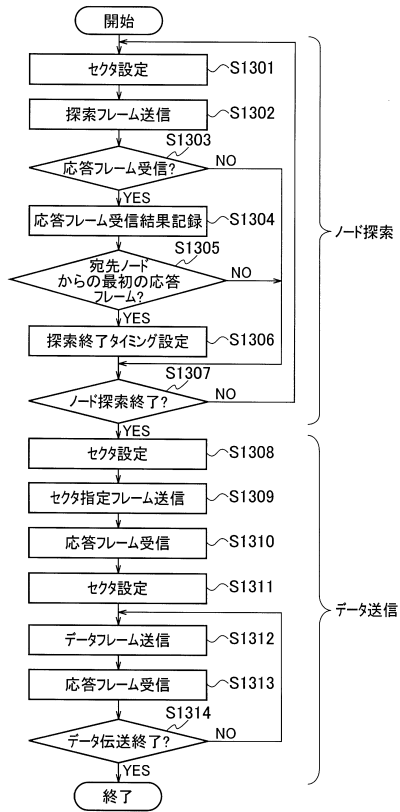 開始
セクタ設定
S1301
探索フレーム送信
S1302
S1303
応答フレーム受信?
NO
YES
応答フレーム受信結果記録
S1304
S1305
宛先ノード
からの最初の応答
フレーム?
NO
YES
探索終了タイミング設定
S1306
S1307
ノード探索終了?
NO
YES
ノード探索
セクタ設定
S1308
セクタ指定フレーム送信
S1309
応答フレーム受信
S1310
セクタ設定
S1311
データフレーム送信
S1312
応答フレーム受信
S1313
S1314
データ伝送終了?
NO
YES
終了
データ送信